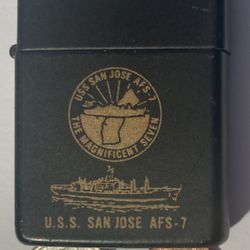 USS SAN JOSE AFS-7
THE MAGNIFICENT SEVEN
U.S.S. SAN JOSE AFS-7